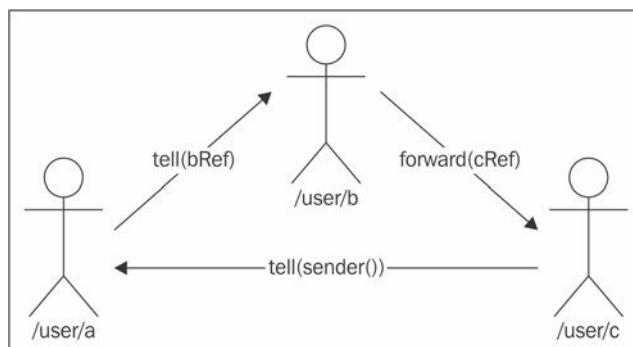 tell(bRef)
forward(cRef)
/user/b
tell(sender())
/user/a
/user/c